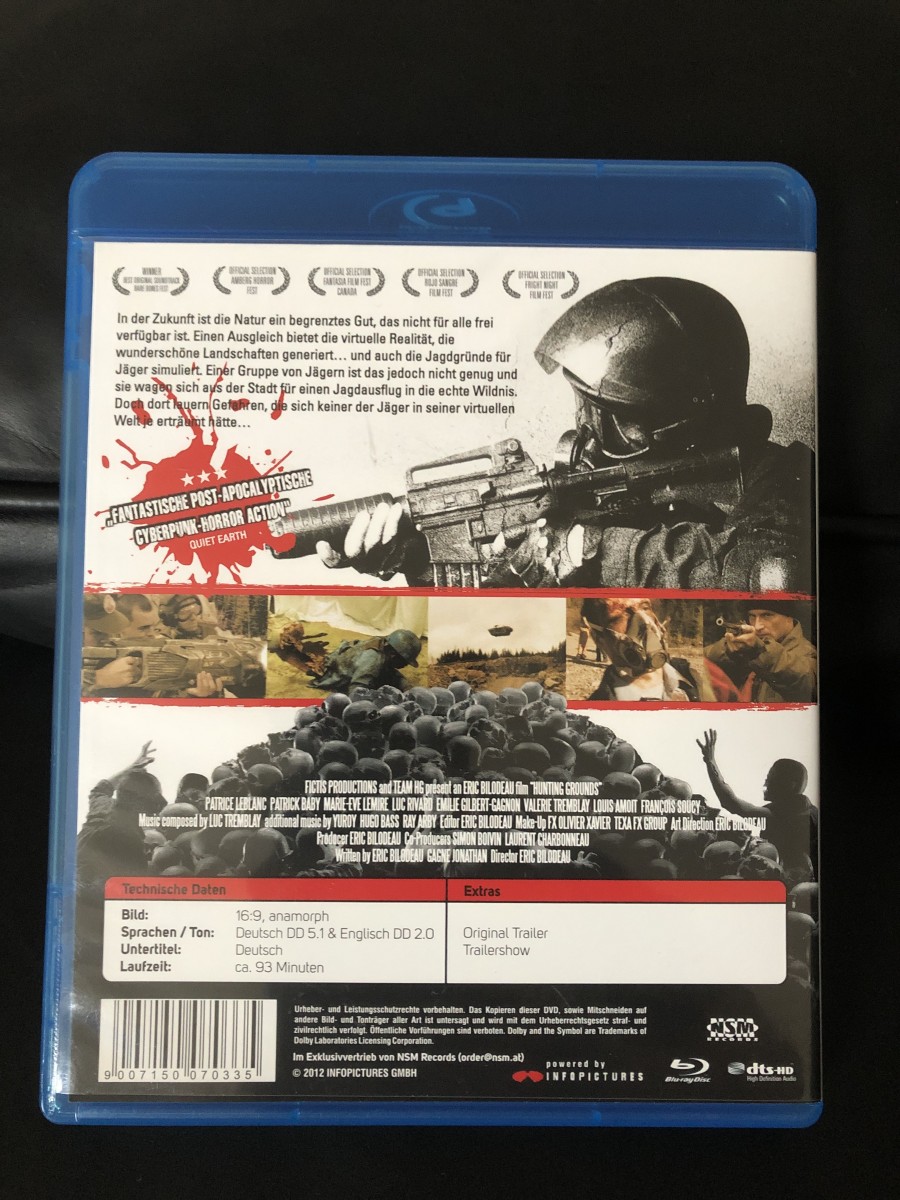 WINNER
BEST ORIGINAL SOUNDTRACK
BARE BONES FEST
OFFICIAL SELECTION
AMBERG HORROR
FEST
OFFICIAL SELECTION
FANTASIA FILM FEST
CANADA
OFFICIAL SELECTION
ROJO SANGRE
FILM FEST
OFFICIAL SELECTION
FRIGHT NIGHT
FILM FEST
In der Zukunft ist die Natur ein begrenztes Gut, das nicht für alle frei
verfügbar ist. Einen Ausgleich bietet die virtuelle Realität, die
wunderschöne Landschaften generiert... und auch die Jagdgründe für
Jäger simuliert. Einer Gruppe von Jägern ist das jedoch nicht genug und
sie wagen sich aus der Stadt für einen Jagdausflug in die echte Wildnis.
Doch dort lauern Gefahren, die sich keiner der Jäger in seiner virtuellen
Welt je erträumt hätte...
„FANTASTISCHE POST-APOCALYPTISCHE
CYBERPUNK-HORROR ACTION"
QUIET EARTH
FICTIS PRODUCTIONS and TEAM HG présent an ERIC BILODEAU film "HUNTING GROUNDS"
PATRICE LEBLANC PATRICK BABY MARIE-EVE LEMIRE LUC RIVARD EMILIE GILBERT-GAGNON VALERIE TREMBLAY LOUIS AMOIT FRANÇOIS SOUCY
Music composed by LUC TREMBLAY additional music by YUROY HUGO BASS RAY ANBY Editor ERIC BILODEAU Make-Up FX OLIVIER XAVIER TEXA FX GROUP Art Difection ERIC BILODEAU
Producer ERIC BILODEAU Co-Producers SIMON BOIVIN LAURENT CHARBONNEAU
Written by ERIC BILODEAU GAGNE JONATHAN Director ERIC BILODEAU
Technische Daten
Bild: 16:9, anamorph
Sprachen / Ton: Deutsch DD 5.1 & Englisch DD 2.0
Untertitel: Deutsch
Laufzeit: ca. 93 Minuten
Extras
Original Trailer
Trailershow
9 007150 070335
Urheber- und Leistungsschutzrechte vorbehalten. Das Kopieren dieser DVD, sowie Mitschneiden auf
andere Bild- und Tonträger aller Art ist untersagt und wird mit dem Urheberrechtsgesetz straf- und
zivilrechtlich verfolgt. Öffentliche Vorführungen sind verboten. Dolby and the Symbol are Trademarks of
Dolby Laboratories Licensing Corporation.
Im Exklusivvertrieb von NSM Records (order@nsm.at)
© 2012 INFOPICTURES GMBH
powered by
INFOPICTURES
NSM
RECORDS
Blu-ray Disc
dts-HD
High Definition Audio